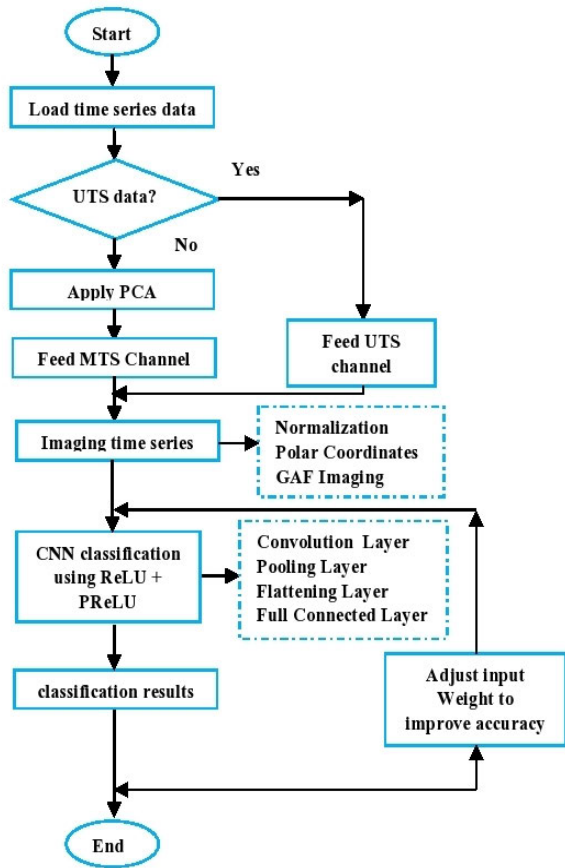 Start
Load time series data
UTS data?
Yes
No
Apply PCA
Feed MTS Channel
Feed UTS
channel
Imaging time series
Normalization
Polar Coordinates
GAF Imaging
CNN classification
using ReLU +
PReLU
Convolution Layer
Pooling Layer
Flattening Layer
Full Connected Layer
classification results
Adjust input
Weight to
improve accuracy
End